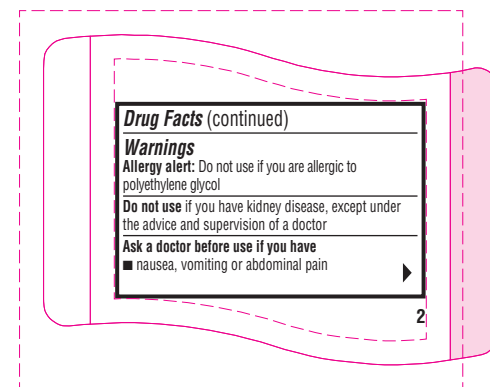 Drug Facts (continued)
Warnings
Allergy alert: Do not use if you are allergic to
polyethylene glycol
Do not use if you have kidney disease, except under
the advice and supervision of a doctor
Ask a doctor before use if you have
■ nausea, vomiting or abdominal pain
2